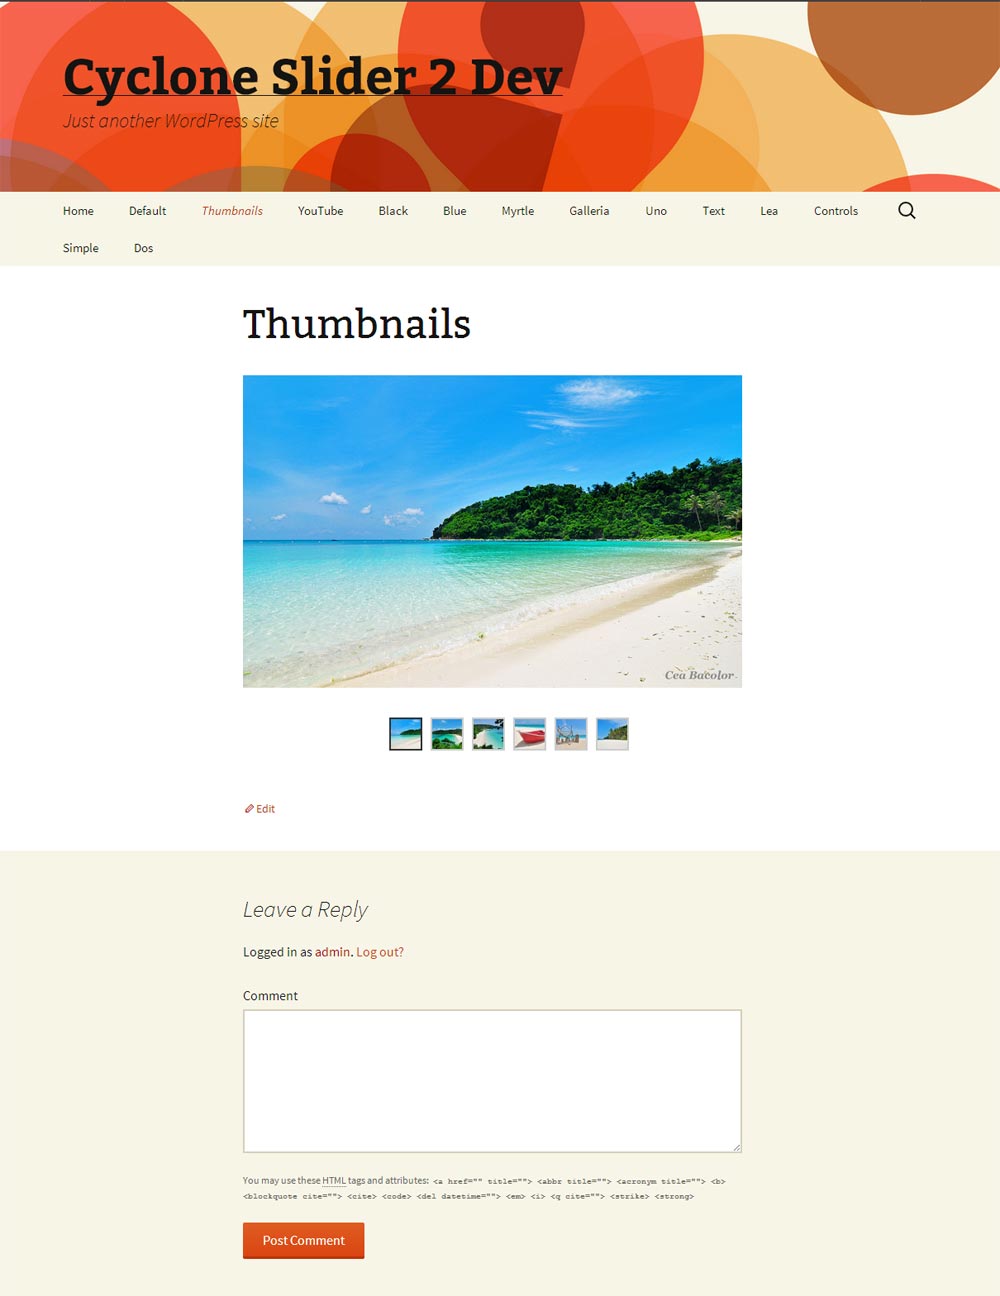 Cyclone Slider 2 Dev
Just another WordPress site
Home Default Thumbnails YouTube Black Blue Myrtle Galleria Uno Text Lea Controls
Simple Dos
Thumbnails
Cea Bacolor
Edit
Leave a Reply
Logged in as admin. Log out?
Comment
You may use these HTML tags and attributes: <a href="" title=""> <abbr title=""> <acronym title=""> <b>
<blockquote cite=""> <cite> <code> <del datetime=""> <em> <i> <q cite=""> <strike> <strong>
Post Comment